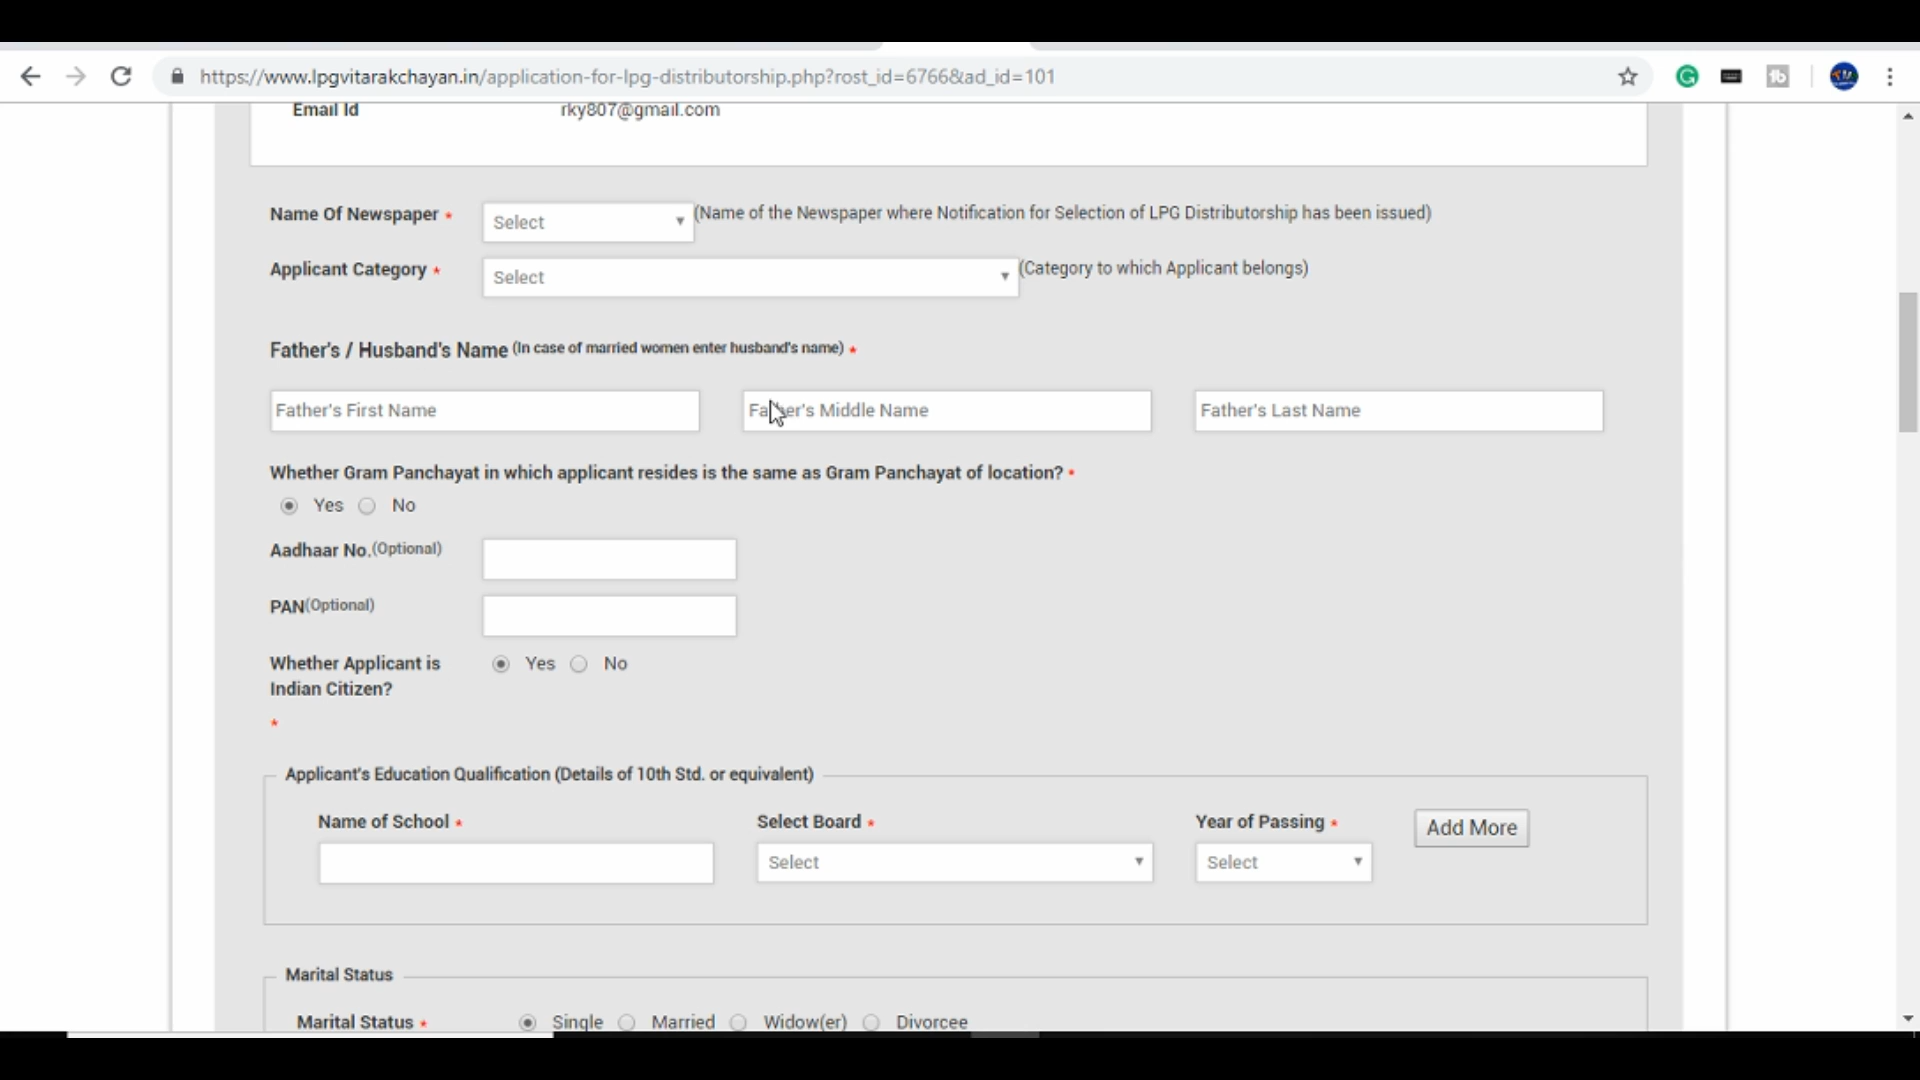 https://www.lpgvitarakchayan.in/application-for-lpg-distributorship.php?rost_id=6766&ad_id=101
Email Id rky807@gmail.com
Name Of Newspaper * Select (Name of the Newspaper where Notification for Selection of LPG Distributorship has been issued)
Applicant Category * Select (Category to which Applicant belongs)
Father's / Husband's Name (In case of married women enter husband's name) *
Father's First Name Father's Middle Name Father's Last Name
Whether Gram Panchayat in which applicant resides is the same as Gram Panchayat of location? *
Yes No
Aadhaar No.(Optional)
PAN(Optional)
Whether Applicant is Yes No
Indian Citizen?
*
Applicant's Education Qualification (Details of 10th Std. or equivalent)
Name of School * Select Board * Year of Passing * Add More
Select Select
Marital Status
Marital Status * Single Married Widow(er) Divorcee